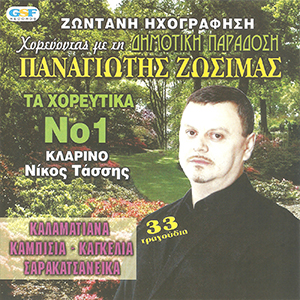 GSF
ΖΩΝΤΑΝΗ ΗΧΟΓΡΑΦΗΣΗ
Χορεύοντας με τη ΔΗΜΟΤΙΚΗ ΠΑΡΑΔΟΣΗ
ΠΑΝΑΓΙΩΤΗΣ ΖΩΣΙΜΑΣ
ΤΑ ΧΟΡΕΥΤΙΚΑ
Νο1
ΚΛΑΡΙΝΟ
Νίκος Τάσσης
33
τραγούδια
ΚΑΛΑΜΑΤΙΑΝΑ
ΚΑΜΠΙΣΙΑ - ΚΑΓΚΕΛΙΑ
ΣΑΡΑΚΑΤΣΑΝΕΙΚΑ